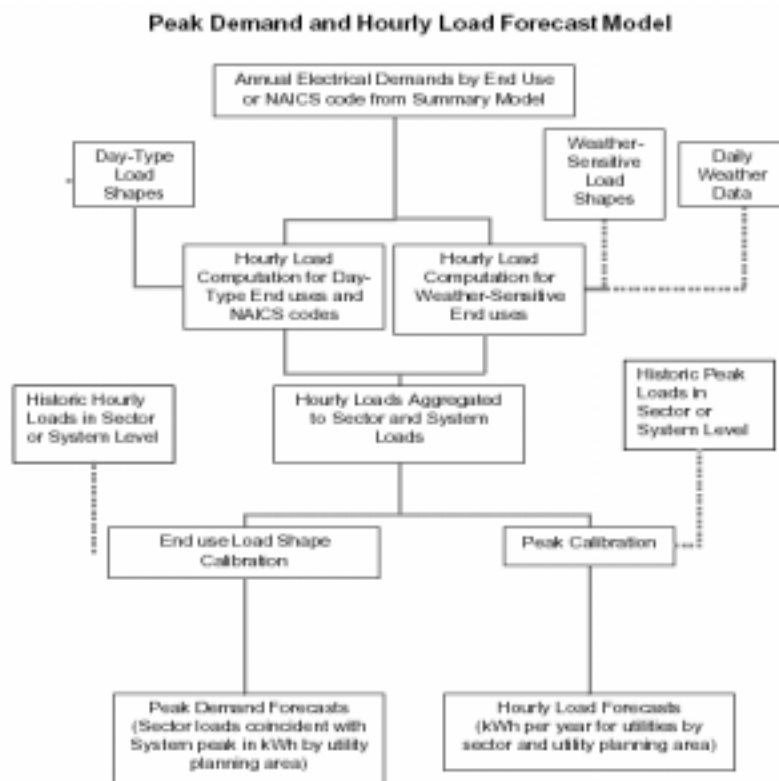 Peak Demand and Hourly Load Forecast Model
Annual Electrical Demands by End Use
or NAICS code from Summary Model
Day-Type
Load
Shapes
Weather-
Sensitive
Load
Shapes
Daily
Weather
Data
Hourly Load
Computation for Day-
Type End uses and
NAICS codes
Hourly Load
Computation for
Weather-Sensitive
End uses
Historic Hourly
Loads in Sector
or System Level
Hourly Loads Aggregated
to Sector and System
Loads
Historic Peak
Loads in
Sector or
System Level
End use Load Shape
Calibration
Peak Calibration
Peak Demand Forecasts
(Sector loads coincident with
System peak in kWh by utility
planning area)
Hourly Load Forecasts
(kWh per year for utilities by
sector and utility planning area)